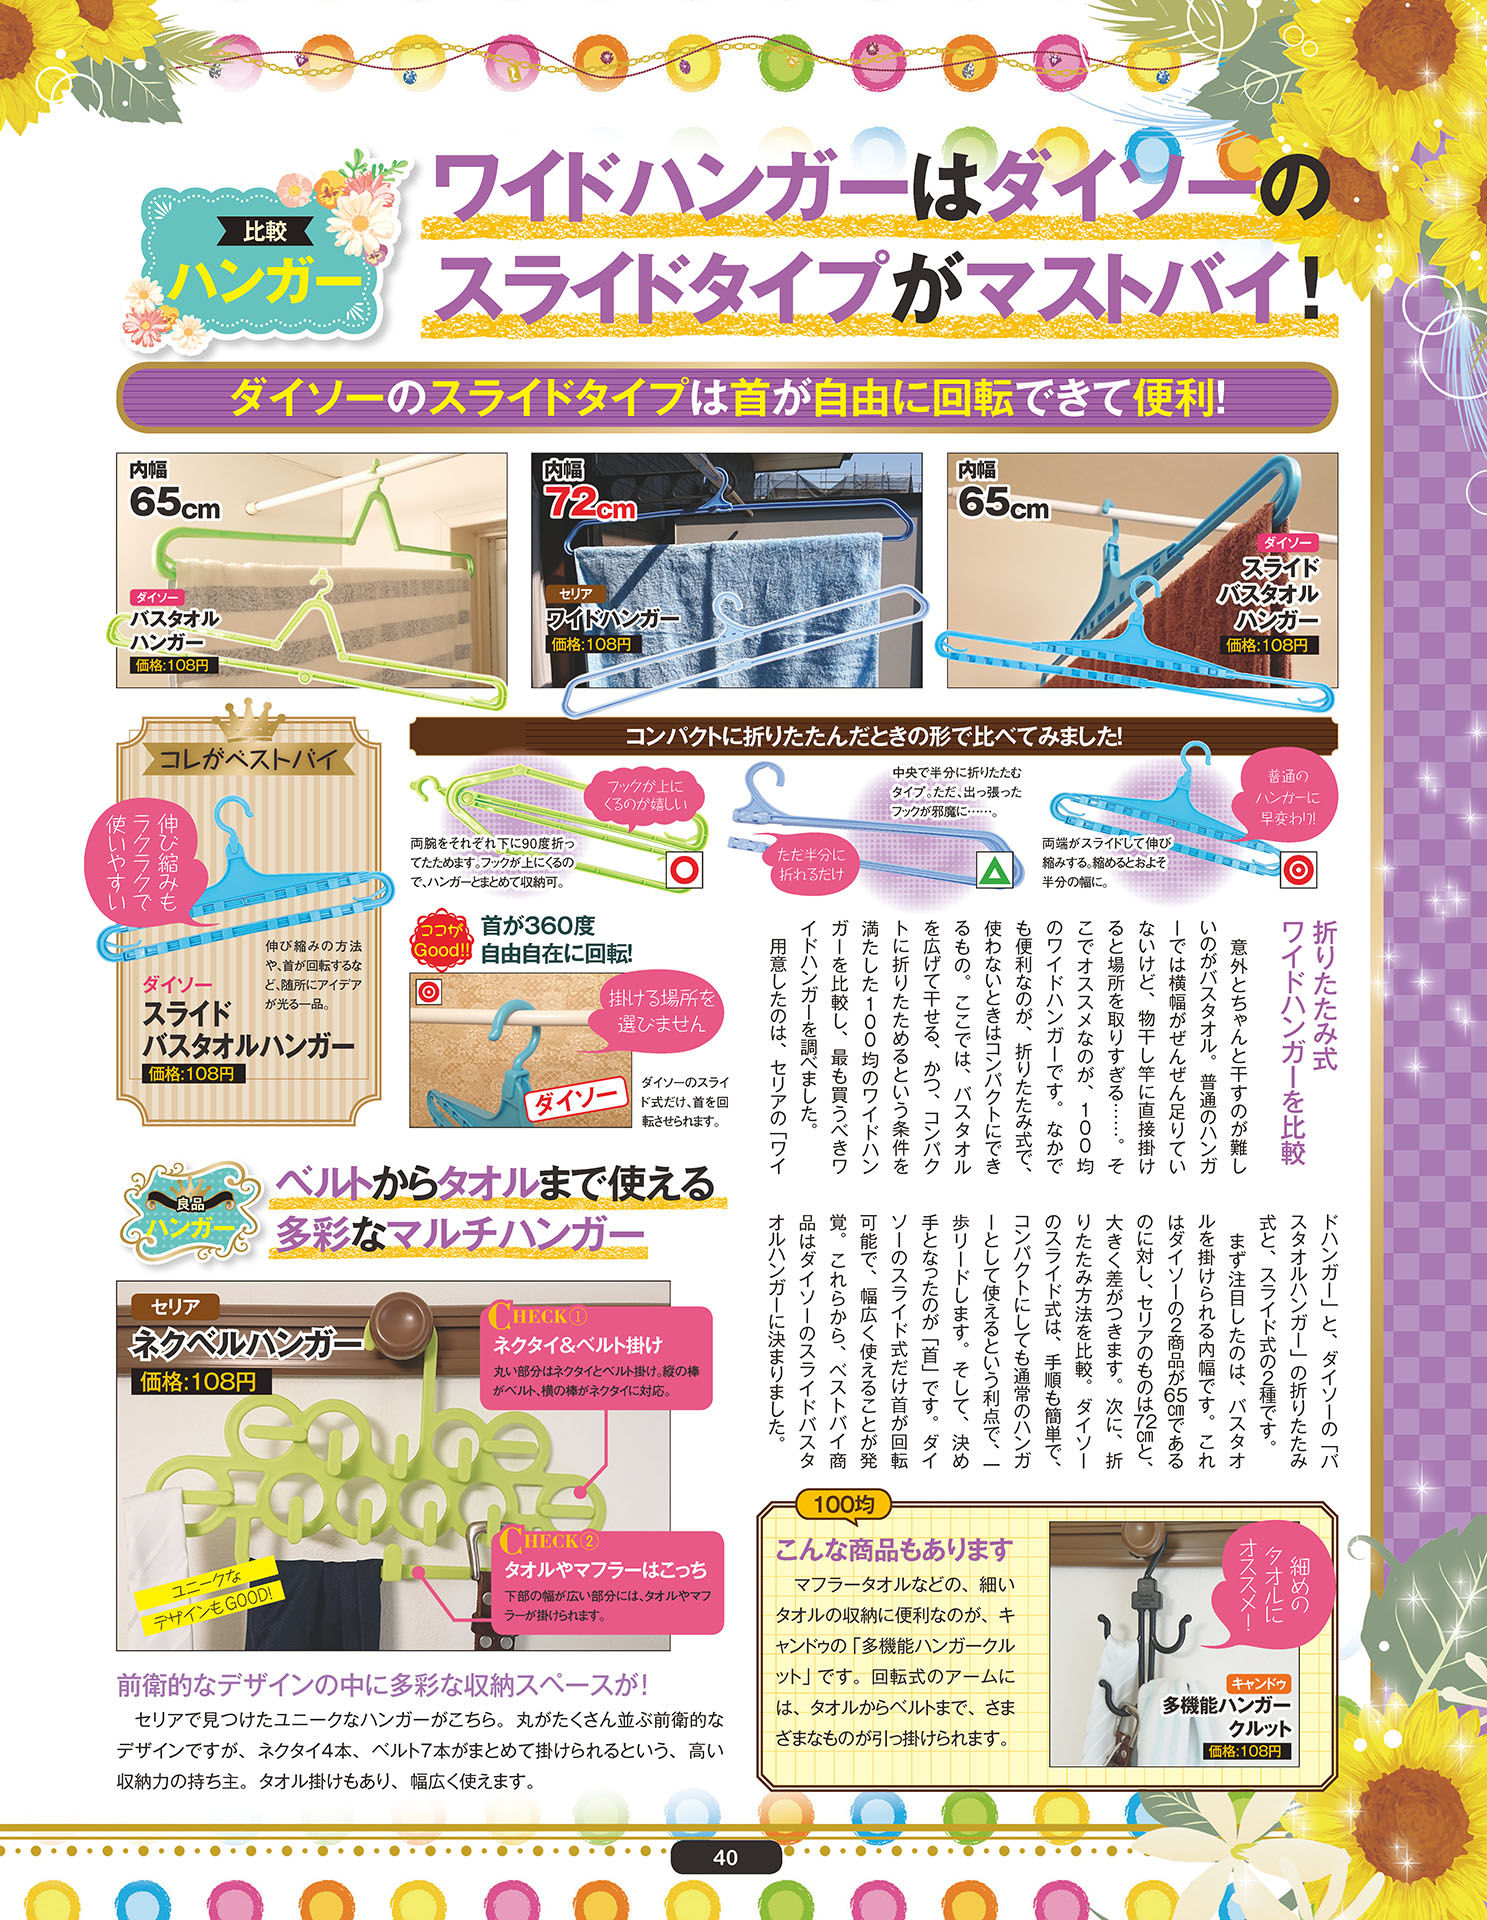 比較
ハンガー
ワイドハンガーはダイソーの
スライドタイプがマストバイ!
ダイソーのスライドタイプは首が自由に回転できて便利!
内幅
65cm
ダイソー
バスタオル
ハンガー
価格:108円
内幅
72cm
セリア
ワイドハンガー
価格:108円
内幅
65cm
ダイソー
スライド
バスタオル
ハンガー
価格:108円
コレがベストバイ
伸び縮みも
ラクラクで
使いやすい
伸び縮みの方法
や、首が回転するな
ど、随所にアイデア
が光る一品。
ダイソー
スライド
バスタオルハンガー
価格:108円
コンパクトに折りたたんだときの形で比べてみました!
フックが上に
くるのが嬉しい
両腕をそれぞれ下に90度折っ
てたためます。フックが上にくるの
で、ハンガーとまとめて収納可。
中央で半分に折りたたむ
タイプ。ただ、出っ張った
フックが邪魔に……。
ただ半分に
折れるだけ
普通の
ハンガーに
早変わり!
両端がスライドして伸び
縮みする。縮めるとおよそ
半分の幅に。
ココが
Good!!
首が360度
自由自在に回転!
掛ける場所を
選びません
ダイソー
ダイソーのスライ
ド式だけ、首を回
転させられます。
折りたたみ式
ワイドハンガーを比較
意外とちゃんと干すのが難し
いのがバスタオル。普通のハンガ
ーでは横幅がぜんぜん足りてい
ないけど、物干し竿に直接掛け
ると場所を取りすぎる……。そ
こでオススメなのが、100均
のワイドハンガーです。なかで
も便利なのが、折りたたみ式で、
使わないときはコンパクトにでき
るもの。ここでは、バスタオル
を広げて干せる、かつ、コンパク
トに折りたためるという条件を
満たした100均のワイドハン
ガーを比較し、最も買うべきワ
イドハンガーを調べました。
用意したのは、セリアの「ワイ
ドハンガー」と、ダイソーの「バ
スタオルハンガー」の折りたたみ
式と、スライド式の2種です。
まず注目したのは、バスタオ
ルを掛けられる内幅です。これ
はダイソーの2商品が65cmである
のに対し、セリアのものは72cmと、
大きく差がつきます。次に、折
りたたみ方法を比較。ダイソー
のスライド式は、手順も簡単で、
コンパクトにしても通常のハンガ
ーとして使えるという利点で、一
歩リードします。そして、決め
手となったのが「首」です。ダイ
ソーのスライド式だけ首が回転
可能で、幅広く使えることが発
覚。これらから、ベストバイ商
品はダイソーのスライドバスタ
オルハンガーに決まりました。
良品
ハンガー
ベルトからタオルまで使える
多彩なマルチハンガー
セリア
ネクベルハンガー
価格:108円
CHECK①
ネクタイ&ベルト掛け
丸い部分はネクタイとベルト掛け。縦の棒
がベルト、横の棒がネクタイに対応。
CHECK②
タオルやマフラーはこっち
下部の幅が広い部分には、タオルやマフ
ラーが掛けられます。
ユニークな
デザインもGOOD!
前衛的なデザインの中に多彩な収納スペースが!
セリアで見つけたユニークなハンガーがこちら。丸がたくさん並ぶ前衛的な
デザインですが、ネクタイ4本、ベルト7本がまとめて掛けられるという、高い
収納力の持ち主。タオル掛けもあり、幅広く使えます。
100均
こんな商品もあります
マフラータオルなどの、細い
タオルの収納に便利なのが、キ
ャンドゥの「多機能ハンガークル
ット」です。回転式のアームに
は、タオルからベルトまで、さま
ざまなものが引っ掛けられます。
細めの
タオルに
オススメ!
キャンドゥ
多機能ハンガー
クルット
価格:108円
40